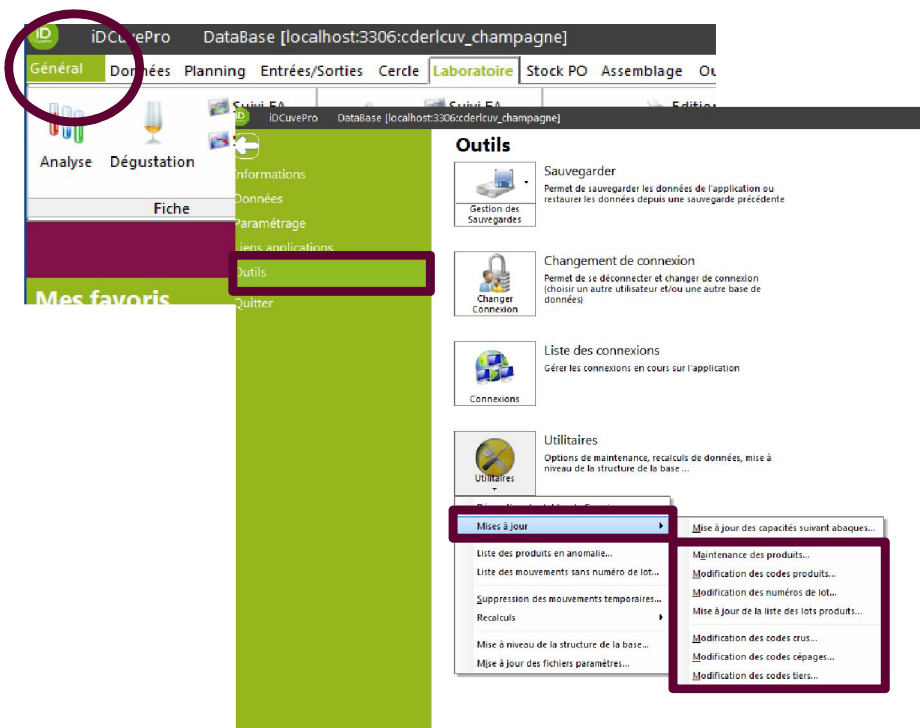 iD
iDCuvePro DataBase [localhost:3306:cderlcuv_champagne]
Général Données Planning Entrées/Sorties Cercle Laboratoire Stock PO Assemblage Ou
Suivi FA Suivi FA Edition
Analyse Dégustation
Fiche
Mes favoris
iDCuvePro DataBase [localhost:3306:cderlcuv_champagne]
Informations
Données
Paramétrage
Liens applications
Outils
Quitter
Outils
Gestion des
Sauvegardes
Sauvegarder
Permet de sauvegarder les données de l'application ou
restaurer les données depuis une sauvegarde précédente
Changer
Connexion
Changement de connexion
Permet de se déconnecter et changer de connexion
(choisir un autre utilisateur et/ou une autre base de
données)
Connexions
Liste des connexions
Gérer les connexions en cours sur l'application
Utilitaires
Utilitaires
Options de maintenance, recalculs de données, mise à
niveau de la structure de la base ...
Mises à jour
Liste des produits en anomalie...
Liste des mouvements sans numéro de lot...
Suppression des mouvements temporaires...
Recalculs
Mise à niveau de la structure de la base...
Mise à jour des fichiers paramètres...
Mise à jour des capacités suivant abaques...
Maintenance des produits...
Modification des codes produits...
Modification des numéros de lot...
Mise à jour de la liste des lots produits...
Modification des codes crus...
Modification des codes cépages...
Modification des codes tiers...